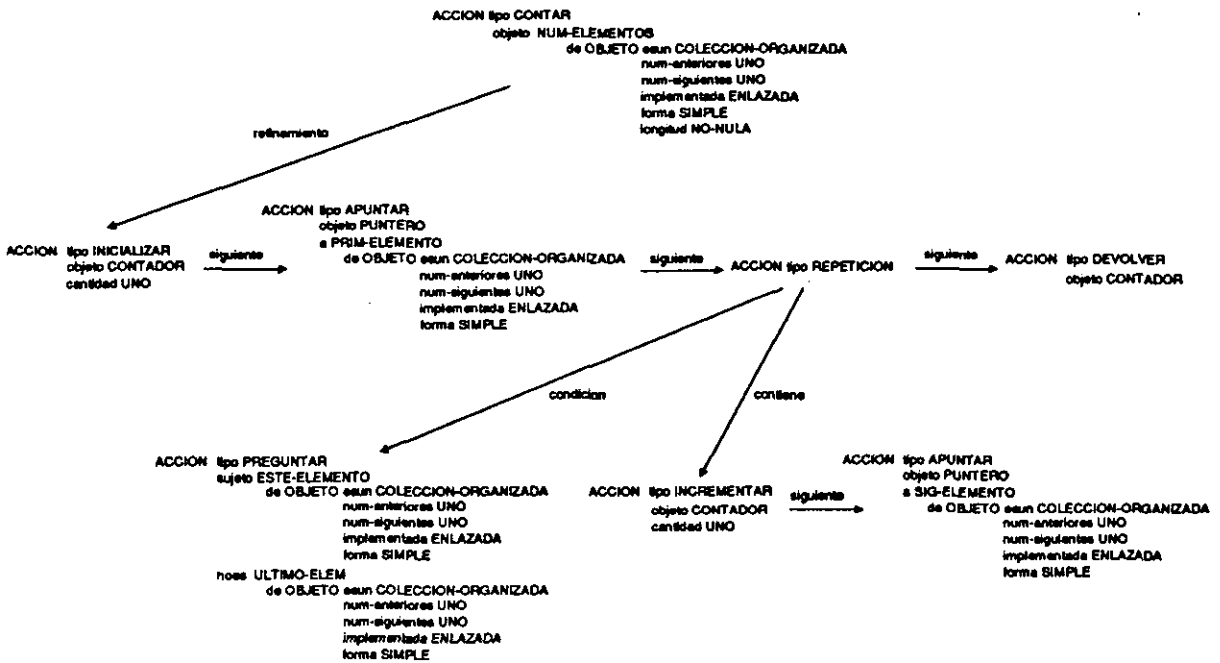 ACCION tipo CONTAR
objeto NUM-ELEMENTOS
de OBJETO esun COLECCION-ORGANIZADA
num-anteriores UNO
num-siguientes UNO
implementada ENLAZADA
forma SIMPLE
longitud NO-NULA
refinamiento
ACCION tipo INICIALIZAR
objeto CONTADOR
cantidad UNO
siguiente
ACCION tipo APUNTAR
objeto PUNTERO
a PRIM-ELEMENTO
de OBJETO esun COLECCION-ORGANIZADA
num-anteriores UNO
num-siguientes UNO
implementada ENLAZADA
forma SIMPLE
siguiente
ACCION tipo REPETICION
siguiente
ACCION tipo DEVOLVER
objeto CONTADOR
condicion
contiene
ACCION tipo PREGUNTAR
sujeto ESTE-ELEMENTO
de OBJETO esun COLECCION-ORGANIZADA
num-anteriores UNO
num-siguientes UNO
implementada ENLAZADA
forma SIMPLE
noes ULTIMO-ELEM
de OBJETO esun COLECCION-ORGANIZADA
num-anteriores UNO
num-siguientes UNO
implementada ENLAZADA
forma SIMPLE
ACCION tipo INCREMENTAR
objeto CONTADOR
cantidad UNO
siguiente
ACCION tipo APUNTAR
objeto PUNTERO
a SIG-ELEMENTO
de OBJETO esun COLECCION-ORGANIZADA
num-anteriores UNO
num-siguientes UNO
implementada ENLAZADA
forma SIMPLE